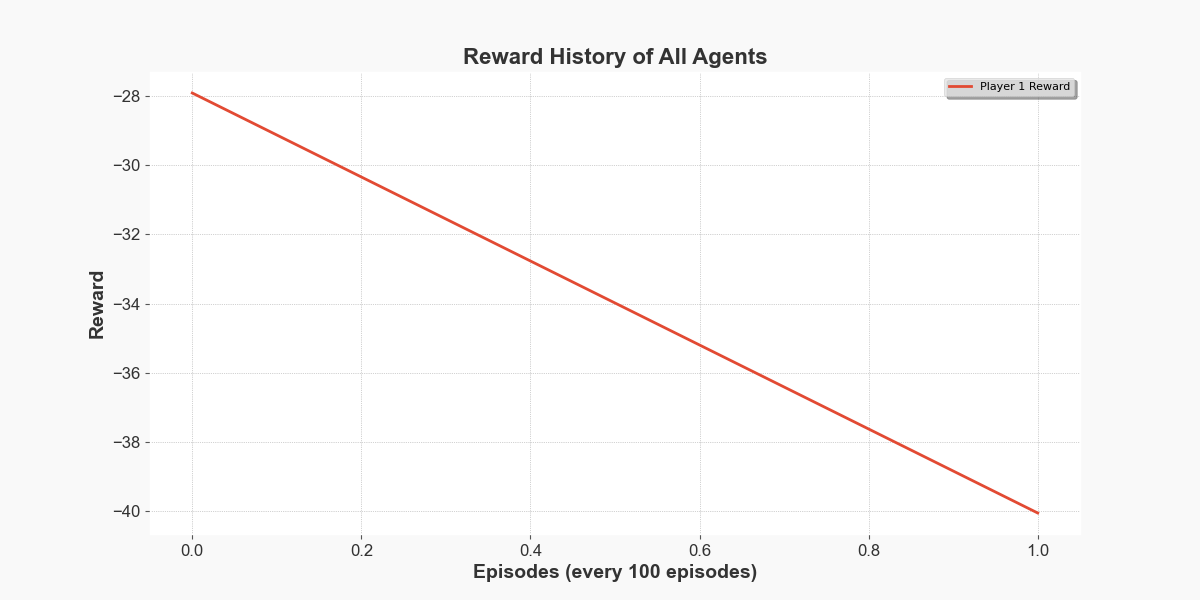 Reward History of All Agents
Player 1 Reward
−28
−30
−32
−34
−36
−38
−40
Reward
0.0 0.2 0.4 0.6 0.8 1.0
Episodes (every 100 episodes)